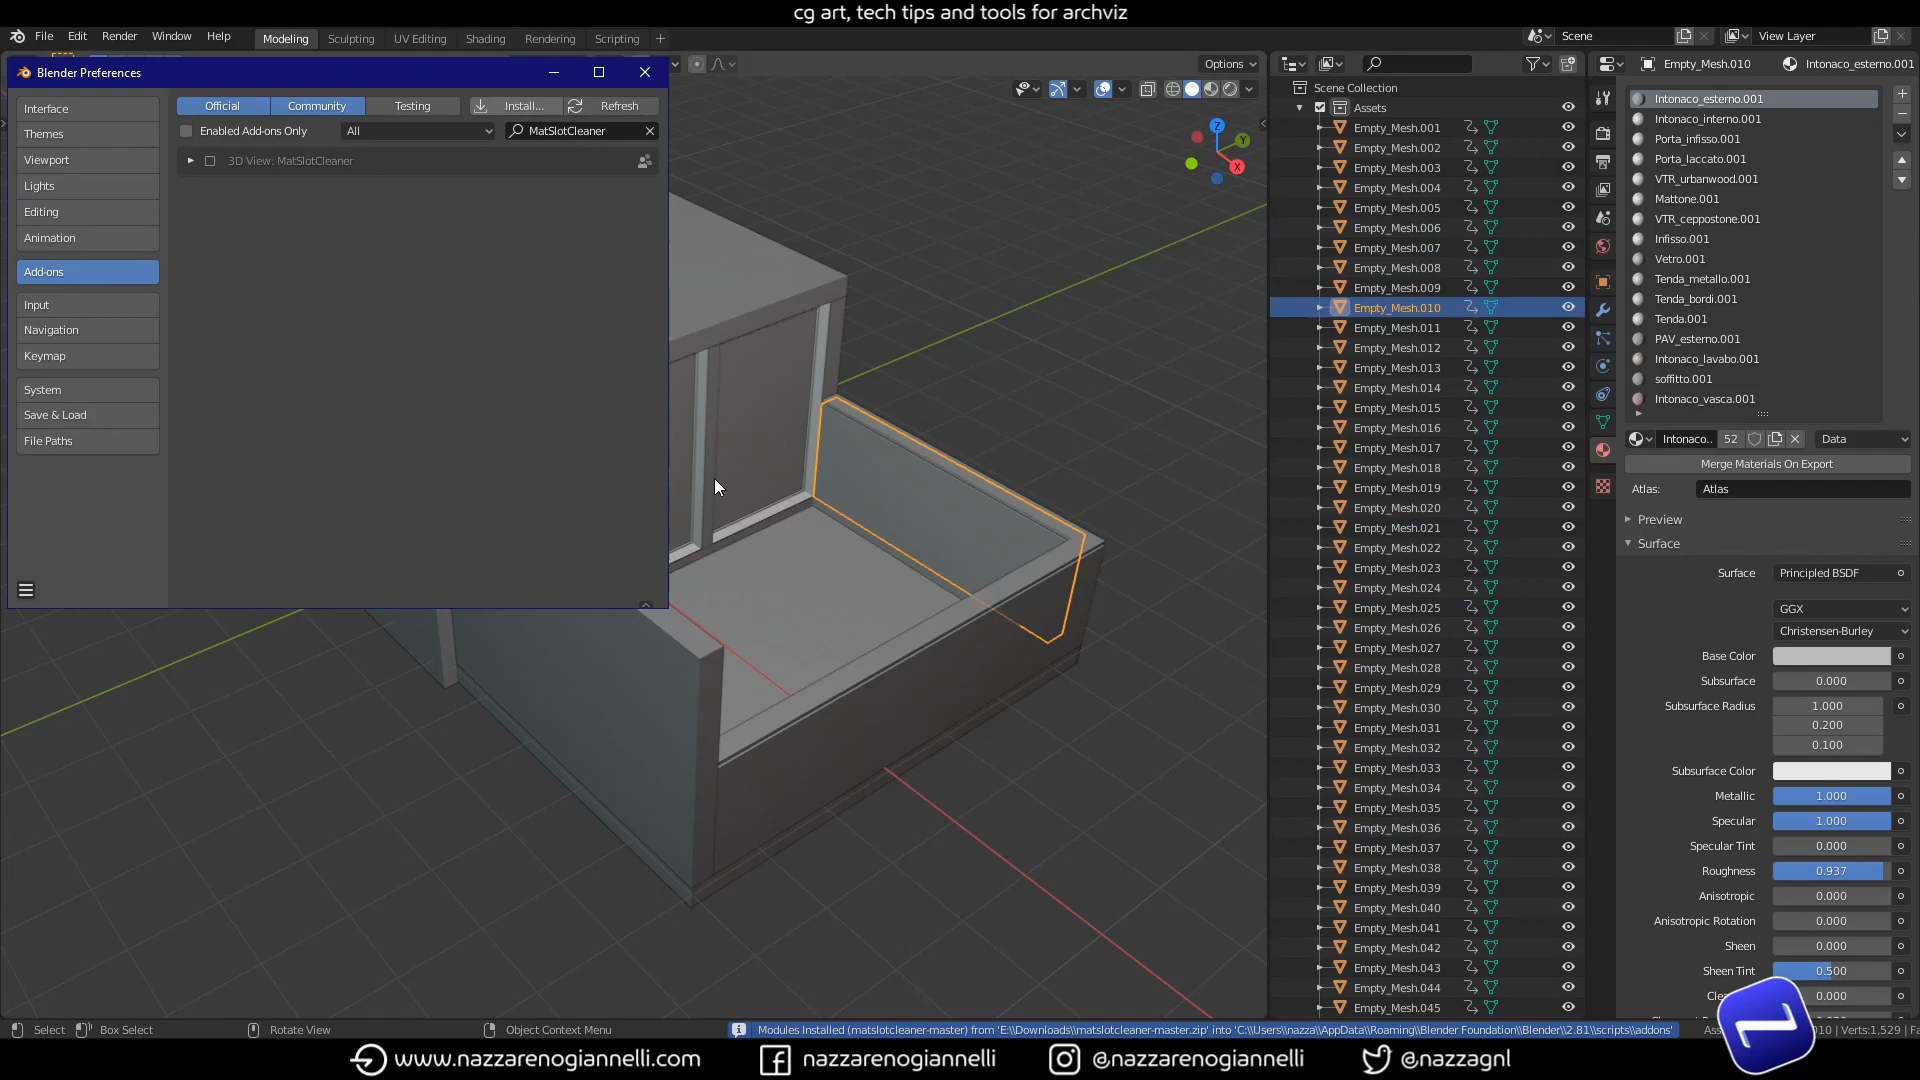 cg art, tech tips and tools for archviz
File Edit Render Window Help
Modeling Sculpting UV Editing Shading Rendering Scripting
Scene
View Layer
Blender Preferences
Options
Empty_Mesh.010
Intonaco_esterno.001
Interface
Themes
Viewport
Lights
Editing
Animation
Add-ons
Input
Navigation
Keymap
System
Save & Load
File Paths
Official Community Testing Install... Refresh
Enabled Add-ons Only All MatSlotCleaner
3D View: MatSlotCleaner
Z
Y
X
Scene Collection
Assets
Empty_Mesh.001
Empty_Mesh.002
Empty_Mesh.003
Empty_Mesh.004
Empty_Mesh.005
Empty_Mesh.006
Empty_Mesh.007
Empty_Mesh.008
Empty_Mesh.009
Empty_Mesh.010
Empty_Mesh.011
Empty_Mesh.012
Empty_Mesh.013
Empty_Mesh.014
Empty_Mesh.015
Empty_Mesh.016
Empty_Mesh.017
Empty_Mesh.018
Empty_Mesh.019
Empty_Mesh.020
Empty_Mesh.021
Empty_Mesh.022
Empty_Mesh.023
Empty_Mesh.024
Empty_Mesh.025
Empty_Mesh.026
Empty_Mesh.027
Empty_Mesh.028
Empty_Mesh.029
Empty_Mesh.030
Empty_Mesh.031
Empty_Mesh.032
Empty_Mesh.033
Empty_Mesh.034
Empty_Mesh.035
Empty_Mesh.036
Empty_Mesh.037
Empty_Mesh.038
Empty_Mesh.039
Empty_Mesh.040
Empty_Mesh.041
Empty_Mesh.042
Empty_Mesh.043
Empty_Mesh.044
Empty_Mesh.045
Intonaco_esterno.001
Intonaco_interno.001
Porta_infisso.001
Porta_laccato.001
VTR_urbanwood.001
Mattone.001
VTR_ceppostone.001
Infisso.001
Vetro.001
Tenda_metallo.001
Tenda_bordi.001
Tenda.001
PAV_esterno.001
Intonaco_lavabo.001
soffitto.001
Intonaco_vasca.001
Intonaco.. 52 Data
Merge Materials On Export
Atlas: Atlas
Preview
Surface
Surface Principled BSDF
GGX
Christensen-Burley
Base Color
Subsurface 0.000
Subsurface Radius 1.000
0.200
0.100
Subsurface Color
Metallic 1.000
Specular 1.000
Specular Tint 0.000
Roughness 0.937
Anisotropic 0.000
Anisotropic Rotation 0.000
Sheen 0.000
Sheen Tint 0.500
0.000
Select Box Select Rotate View Object Context Menu
Modules Installed (matslotcleaner-master) from 'E:\\Downloads\\matslotcleaner-master.zip' into 'C:\\Users\\nazza\\AppData\\Roaming\\Blender Foundation\\Blender\\2.81\\scripts\\addons'
010 | Verts:1,529 | Fa
www.nazzarenogiannelli.com
nazzarenogiannelli
@nazzarenogiannelli
@nazzagnl